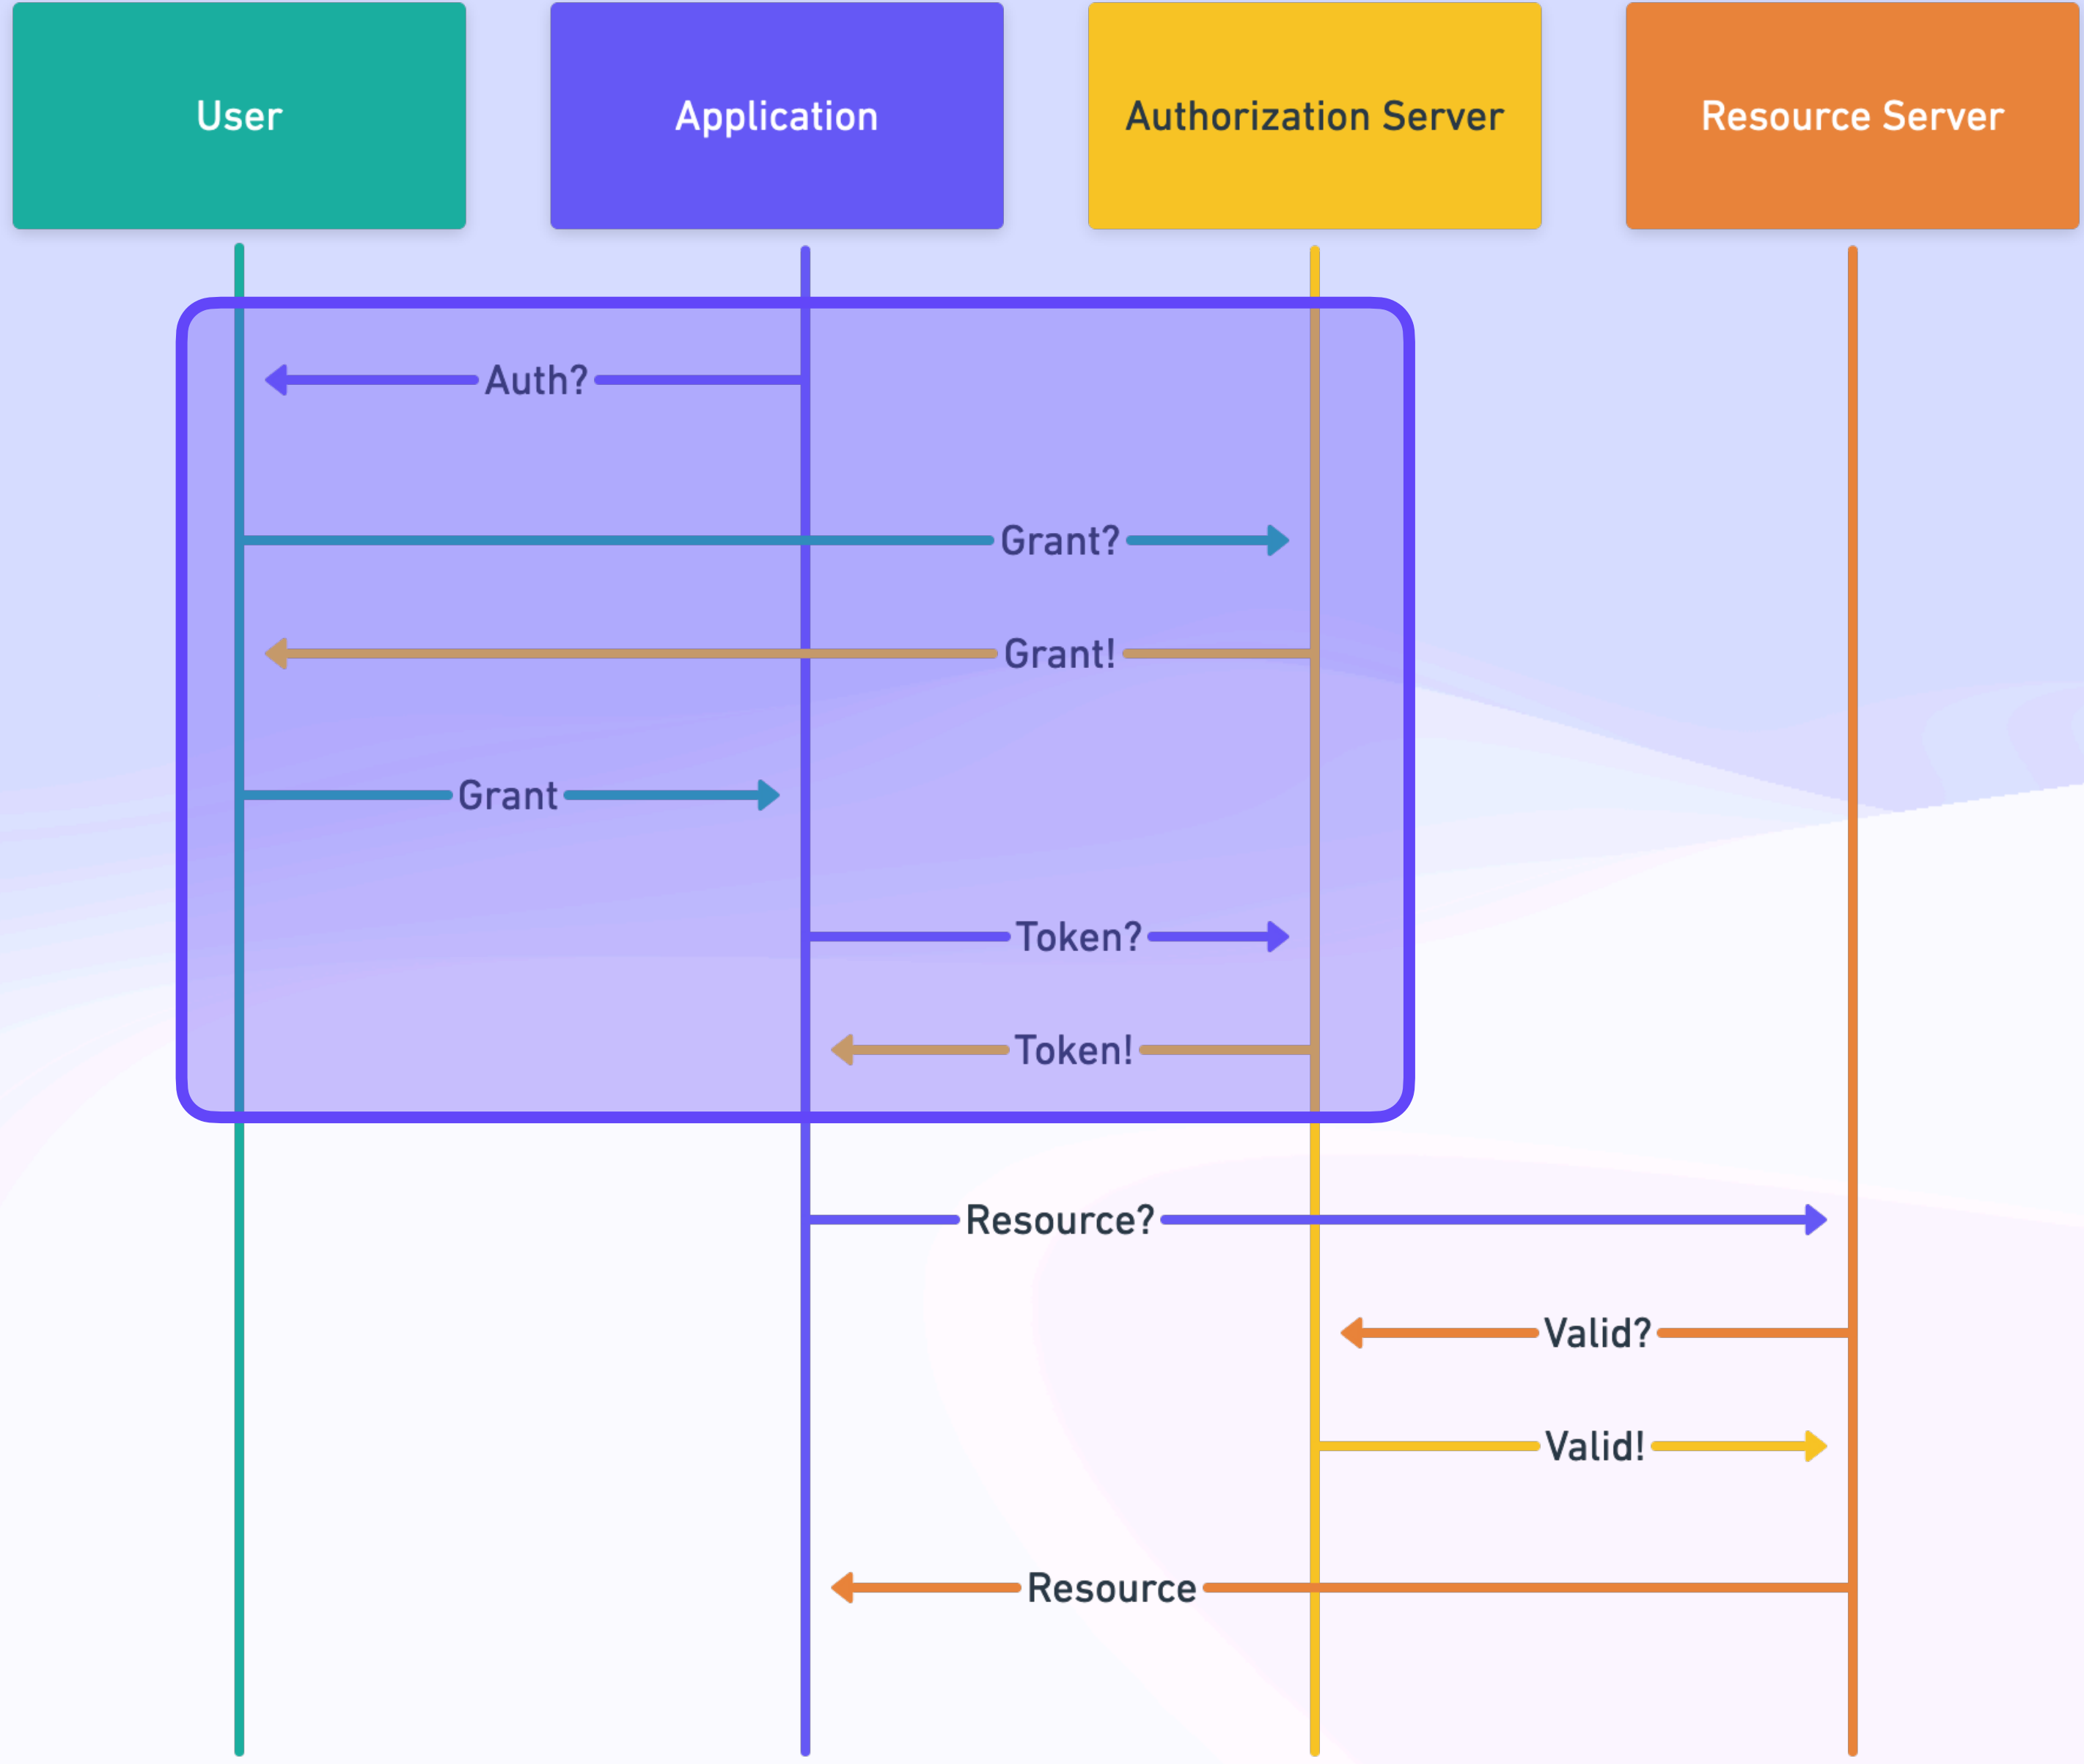 User
Application
Authorization Server
Resource Server
Auth?
Grant?
Grant!
Grant
Token?
Token!
Resource?
Valid?
Valid!
Resource